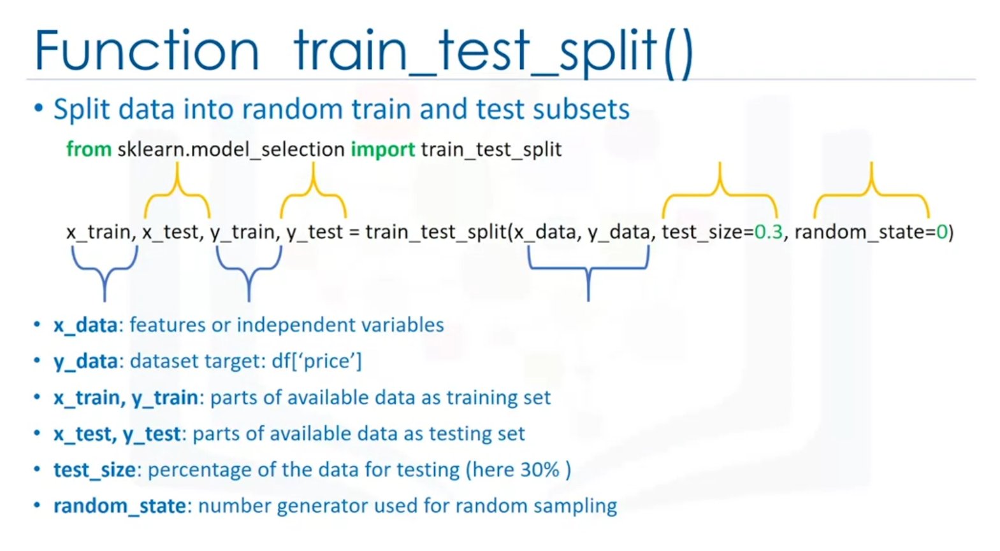 Function train_test_split()
• Split data into random train and test subsets
from sklearn.model_selection import train_test_split
x_train, x_test, y_train, y_test = train_test_split(x_data, y_data, test_size=0.3, random_state=0)
• x_data: features or independent variables
• y_data: dataset target: df[‘price’]
• x_train, y_train: parts of available data as training set
• x_test, y_test: parts of available data as testing set
• test_size: percentage of the data for testing (here 30% )
• random_state: number generator used for random sampling